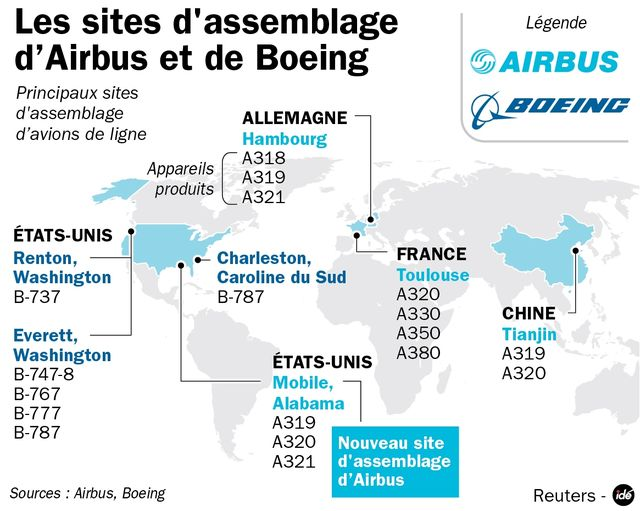 Les sites d'assemblage
d'Airbus et de Boeing
Principaux sites
d'assemblage
d'avions de ligne
Légende
AIRBUS
BOEING
ALLEMAGNE
Hambourg
A318
A319
A321
Appareils
produits
ÉTATS-UNIS
Renton,
Washington
B-737
Everett,
Washington
B-747-8
B-767
B-777
B-787
Charleston,
Caroline du Sud
B-787
ÉTATS-UNIS
Mobile,
Alabama
A319
A320
A321
Nouveau site
d'assemblage
d'Airbus
FRANCE
Toulouse
A320
A330
A350
A380
CHINE
Tianjin
A319
A320
Sources : Airbus, Boeing
Reuters - idé